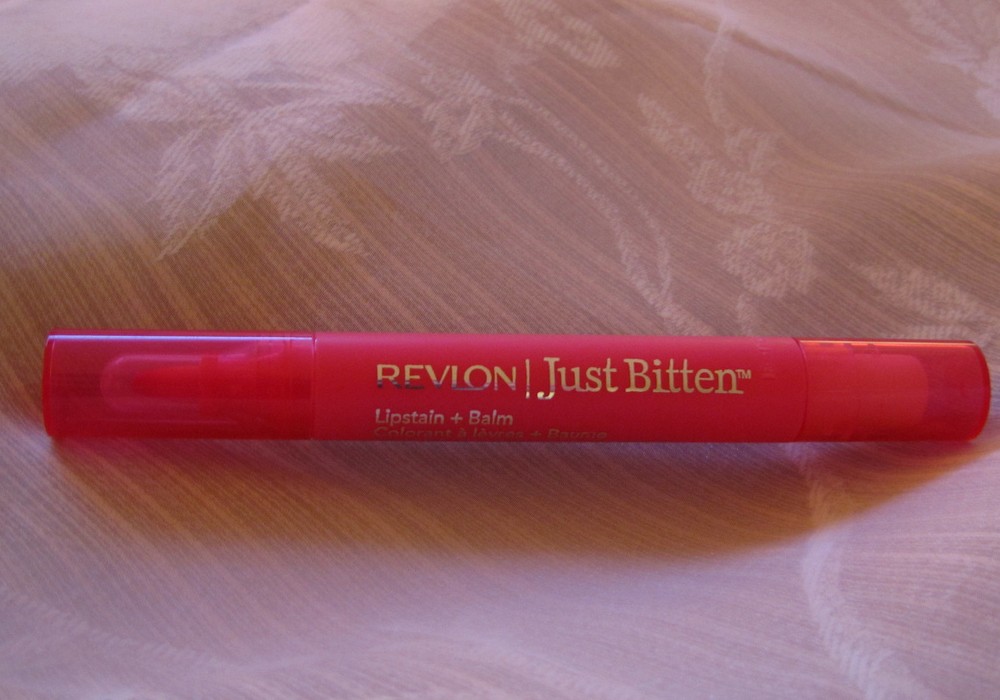 REVLON | Just Bitten™
Lipstain + Balm
Colorant à lèvres + Baume